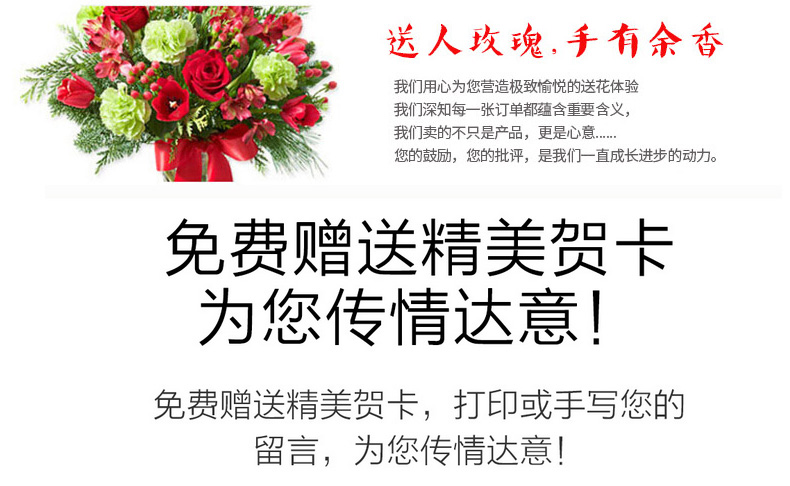 送人玫瑰,手有余香
我们用心为您营造极致愉悦的送花体验
我们深知每一张订单都蕴含重要含义，
我们卖的不只是产品，更是心意......
您的鼓励，您的批评，是我们一直成长进步的动力。
免费赠送精美贺卡
为您传情达意！
免费赠送精美贺卡，打印或手写您的
留言，为您传情达意！